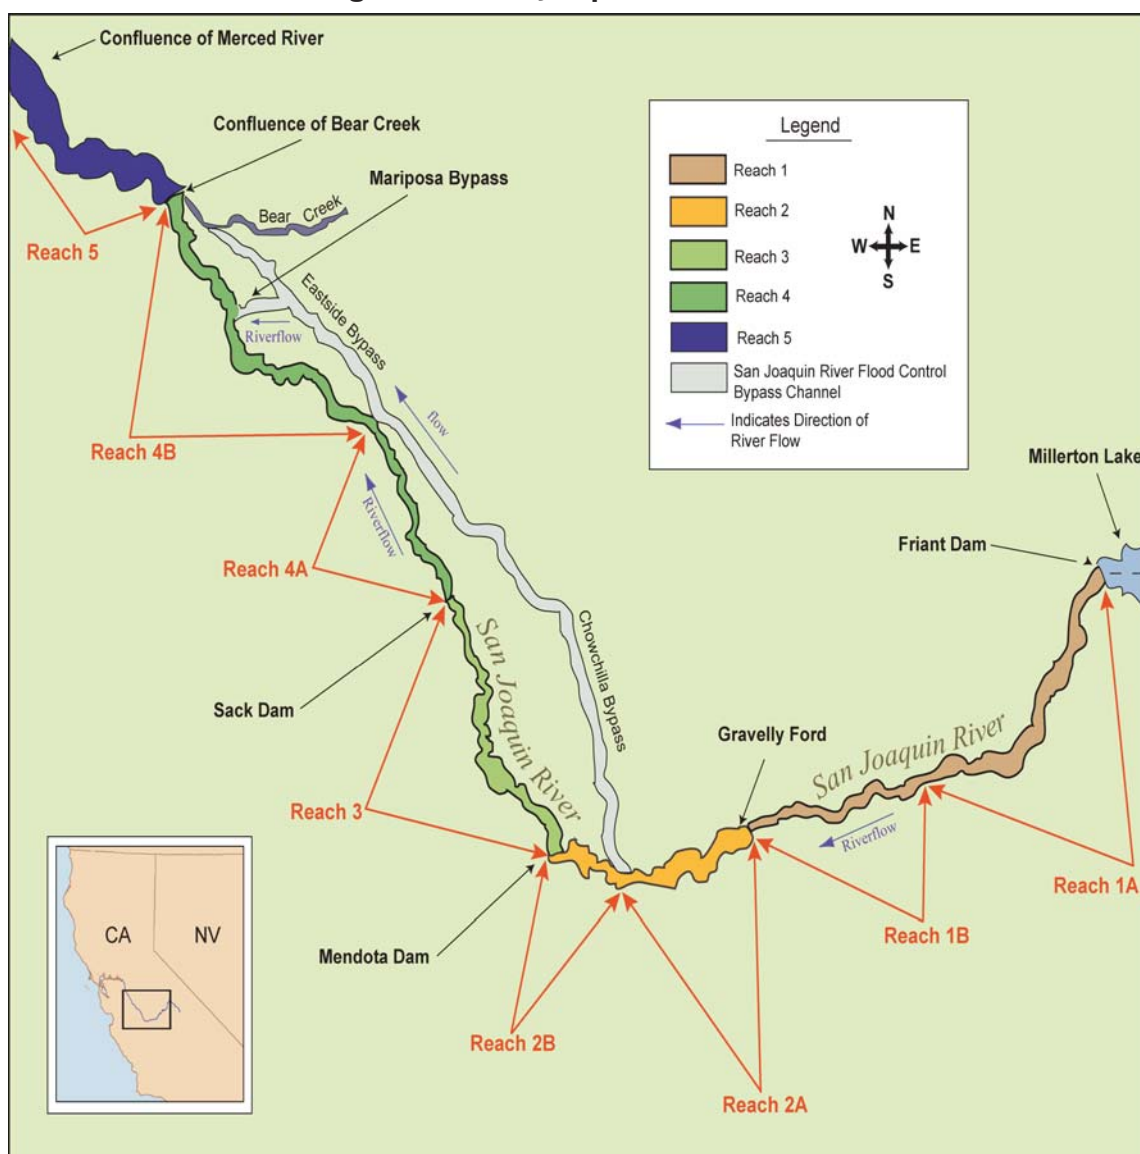 Confluence of Merced River
Confluence of Bear Creek
Mariposa Bypass
Bear Creek
Reach 5
Eastside Bypass
Riverflow
flow
Reach 4B
Riverflow
Reach 4A
Legend
Reach 1
Reach 2
Reach 3
Reach 4
Reach 5
San Joaquin River Flood Control
Bypass Channel
Indicates Direction of
River Flow
N
W
E
S
Millerton Lake
Friant Dam
San Joaquin River
Chowchilla Bypass
Sack Dam
Gravelly Ford
San Joaquin River
Reach 3
Riverflow
Reach 1A
Reach 1B
Mendota Dam
CA
NV
Reach 2B
Reach 2A